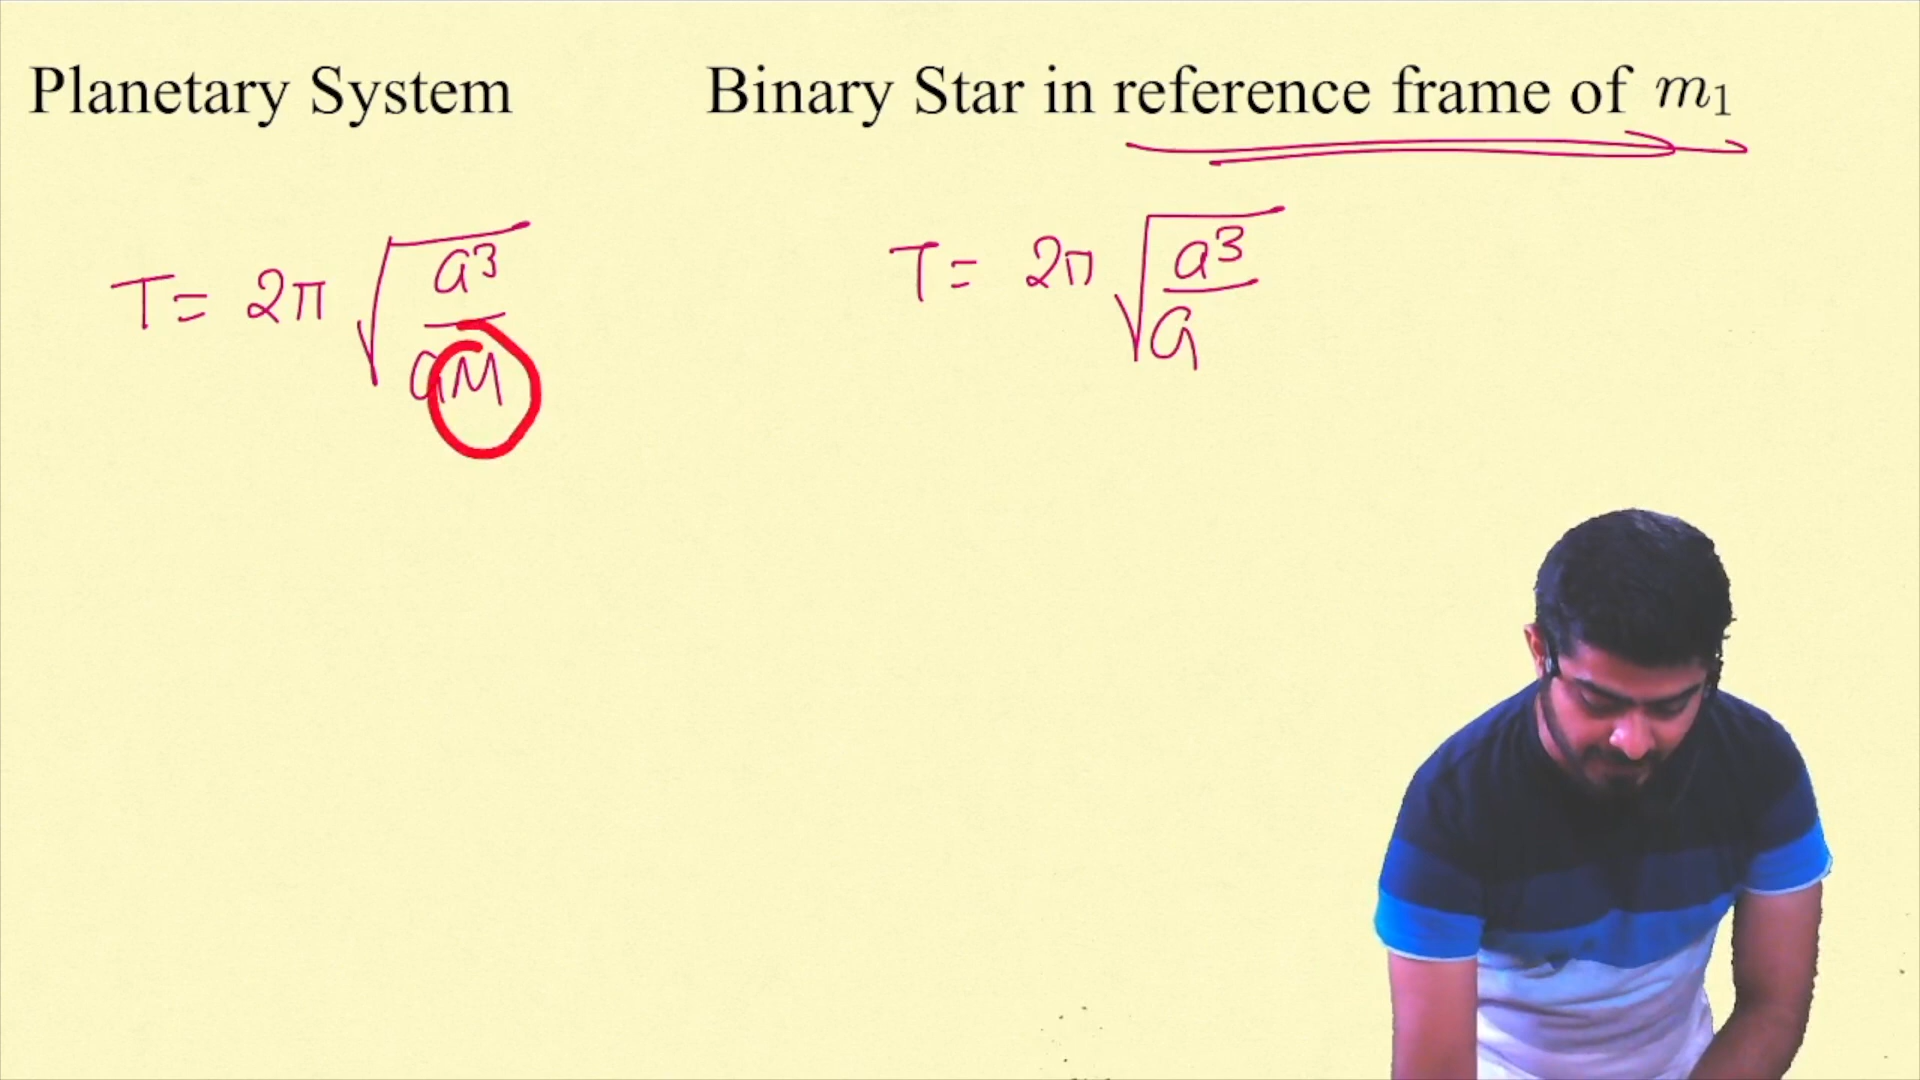 Planetary System
Binary Star in reference frame of m₁
T = 2π √(a³/GM)
T = 2π √(a³/G)